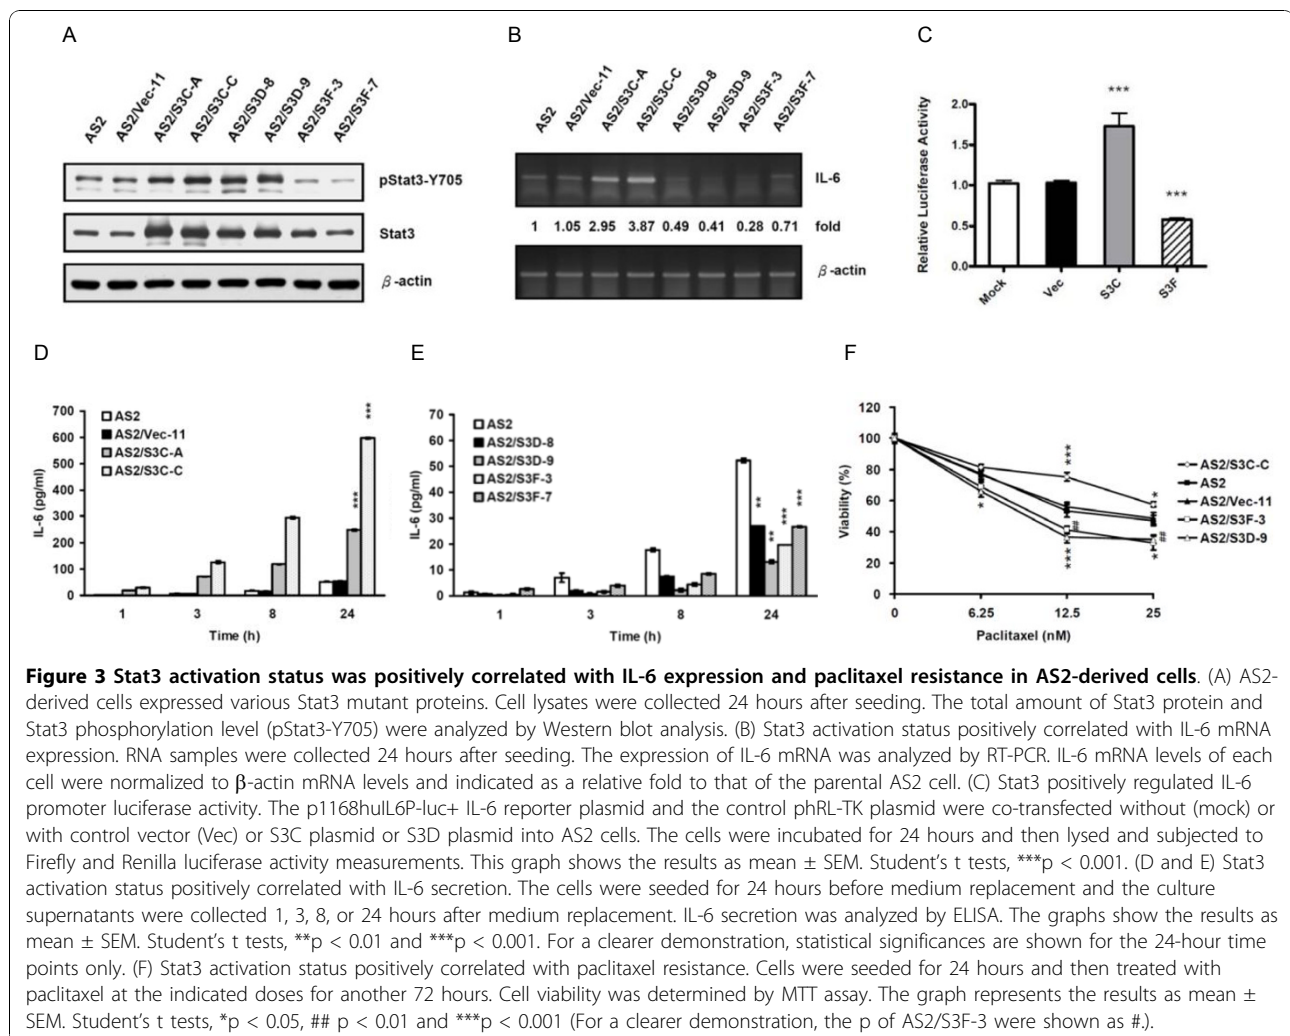 A
AS2
AS2/Vec-11
AS2/S3C-A
AS2/S3C-C
AS2/S3D-8
AS2/S3D-9
AS2/S3F-3
AS2/S3F-7
pStat3-Y705
Stat3
β-actin
B
AS2
AS2/Vec-11
AS2/S3C-A
AS2/S3C-C
AS2/S3D-8
AS2/S3D-9
AS2/S3F-3
AS2/S3F-7
IL-6
1 1.05 2.95 3.87 0.49 0.41 0.28 0.71 fold
β-actin
C
Relative Luciferase Activity
2.0
1.5
1.0
0.5
0.0
***
***
Mock Vec S3C S3F
D
IL-6 (pg/ml)
700
600
500
400
300
200
100
0
AS2
AS2/Vec-11
AS2/S3C-A
AS2/S3C-C
***
***
1 3 8 24
Time (h)
E
IL-6 (pg/ml)
70
60
50
40
30
20
10
0
AS2
AS2/S3D-8
AS2/S3D-9
AS2/S3F-3
AS2/S3F-7
**
**
***
***
1 3 8 24
Time (h)
F
Viability (%)
120
100
80
60
40
20
0
*
***
##
***
*
##
*
0 6.25 12.5 25
Paclitaxel (nM)
AS2/S3C-C
AS2
AS2/Vec-11
AS2/S3F-3
AS2/S3D-9
Figure 3 Stat3 activation status was positively correlated with IL-6 expression and paclitaxel resistance in AS2-derived cells. (A) AS2-
derived cells expressed various Stat3 mutant proteins. Cell lysates were collected 24 hours after seeding. The total amount of Stat3 protein and
Stat3 phosphorylation level (pStat3-Y705) were analyzed by Western blot analysis. (B) Stat3 activation status positively correlated with IL-6 mRNA
expression. RNA samples were collected 24 hours after seeding. The expression of IL-6 mRNA was analyzed by RT-PCR. IL-6 mRNA levels of each
cell were normalized to β-actin mRNA levels and indicated as a relative fold to that of the parental AS2 cell. (C) Stat3 positively regulated IL-6
promoter luciferase activity. The p1168huIL6P-luc+ IL-6 reporter plasmid and the control phRL-TK plasmid were co-transfected without (mock) or
with control vector (Vec) or S3C plasmid or S3D plasmid into AS2 cells. The cells were incubated for 24 hours and then lysed and subjected to
Firefly and Renilla luciferase activity measurements. This graph shows the results as mean ± SEM. Student's t tests, ***p < 0.001. (D and E) Stat3
activation status positively correlated with IL-6 secretion. The cells were seeded for 24 hours before medium replacement and the culture
supernatants were collected 1, 3, 8, or 24 hours after medium replacement. IL-6 secretion was analyzed by ELISA. The graphs show the results as
mean ± SEM. Student's t tests, **p < 0.01 and ***p < 0.001. For a clearer demonstration, statistical significances are shown for the 24-hour time
points only. (F) Stat3 activation status positively correlated with paclitaxel resistance. Cells were seeded for 24 hours and then treated with
paclitaxel at the indicated doses for another 72 hours. Cell viability was determined by MTT assay. The graph represents the results as mean ±
SEM. Student's t tests, *p < 0.05, ## p < 0.01 and ***p < 0.001 (For a clearer demonstration, the p of AS2/S3F-3 were shown as #.).